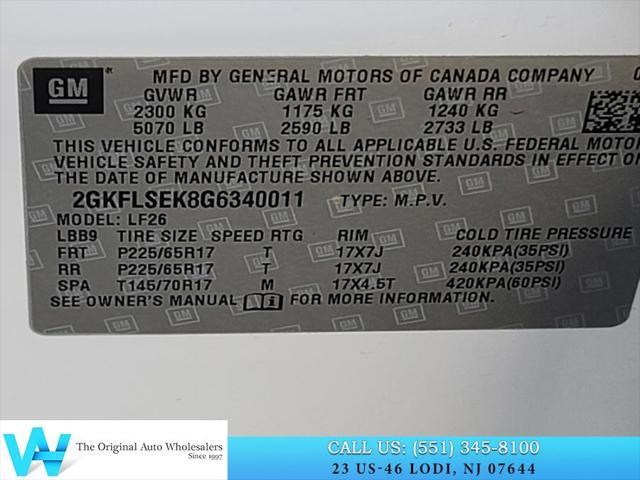 GM
MFD BY GENERAL MOTORS OF CANADA COMPANY
GVWR GAWR FRT GAWR RR
2300 KG 1175 KG 1240 KG
5070 LB 2590 LB 2733 LB
THIS VEHICLE CONFORMS TO ALL APPLICABLE U.S. FEDERAL MOTOR
VEHICLE SAFETY AND THEFT PREVENTION STANDARDS IN EFFECT
MANUFACTURE SHOWN ABOVE.
2GKFLSEK8G6340011 TYPE: M.P.V.
MODEL: LF26
LBB9 TIRE SIZE SPEED RTG RIM COLD TIRE PRESSURE
FRT P225/65R17 T 17X7J 240KPA(35PSI)
RR P225/65R17 T 17X7J 240KPA(35PSI)
SPA T145/70R17 M 17X4.5T 420KPA(60PSI)
SEE OWNER'S MANUAL FOR MORE INFORMATION.
The Original Auto Wholesalers
Since 1997
CALL US: (551) 345-8100
23 US-46 LODI, NJ 07644